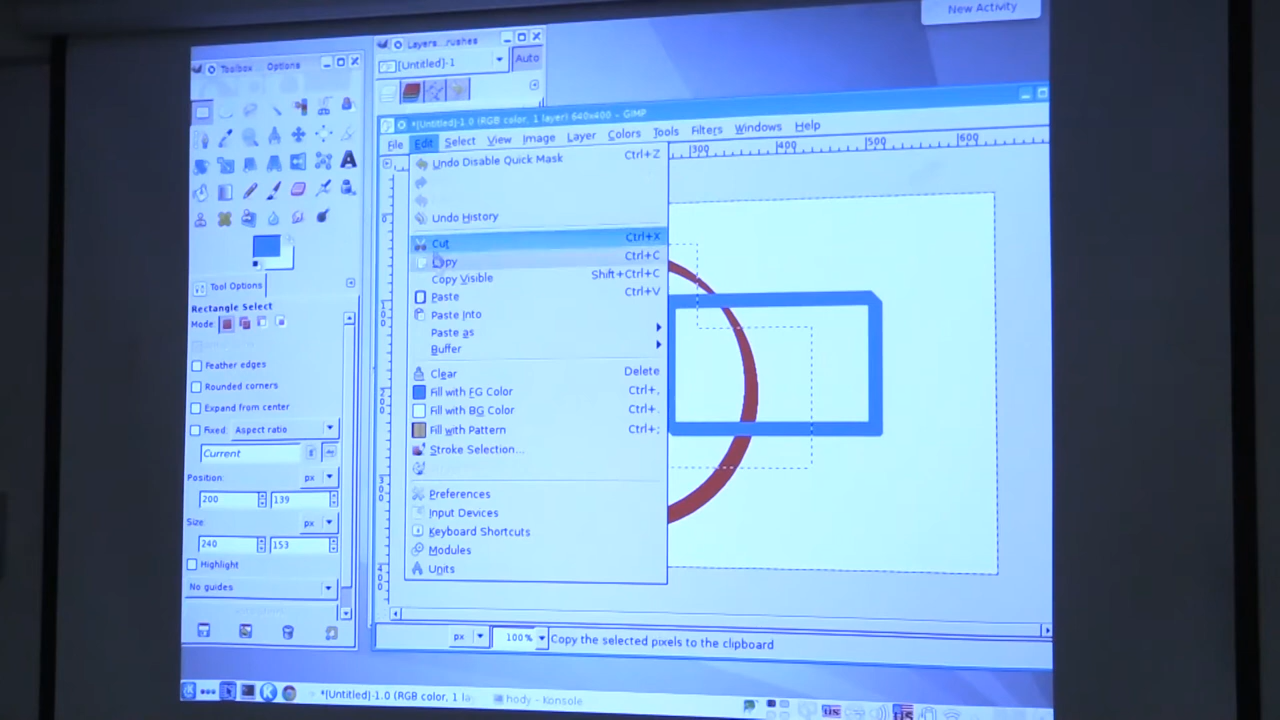 New Activity
Toolbox Options
Layers...rushes
[Untitled]-1
Auto
*[Untitled]-1.0 (RGB color, 1 layer) 640x400 – GIMP
File Edit Select View Image Layer Colors Tools Filters Windows Help
300 400 500 600
Undo Disable Quick Mask Ctrl+Z
Undo History
Cut Ctrl+X
Copy Ctrl+C
Copy Visible Shift+Ctrl+C
Paste Ctrl+V
Paste Into
Paste as
Buffer
Clear Delete
Fill with FG Color Ctrl+,
Fill with BG Color Ctrl+.
Fill with Pattern Ctrl+;
Stroke Selection...
Preferences
Input Devices
Keyboard Shortcuts
Modules
Units
Tool Options
Rectangle Select
Mode:
Feather edges
Rounded corners
Expand from center
Fixed: Aspect ratio
Current
Position: px
200 139
Size: px
240 153
Highlight
No guides
px 100% Copy the selected pixels to the clipboard
*[Untitled]-1.0 (RGB color, 1 la
hody – Konsole
us
US